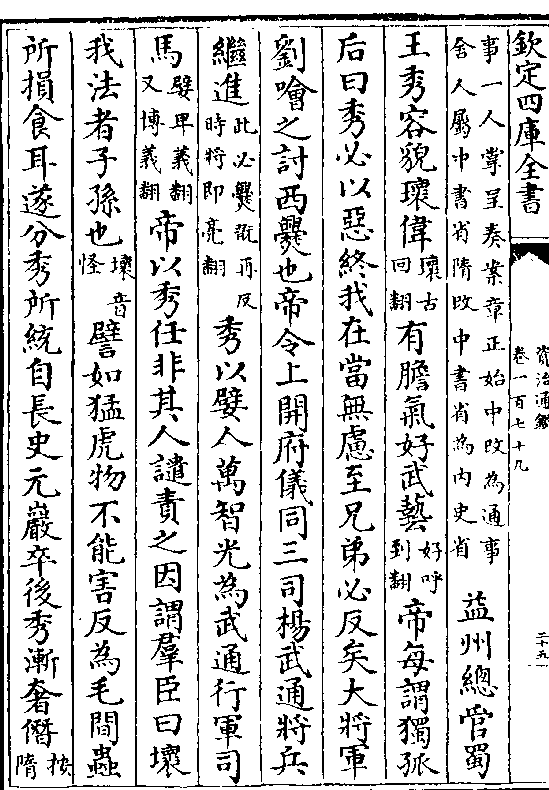 欽定四庫全書
資治通鑑
卷一百七十九
二十五
事一人掌呈奏案章正始中改為通事舍人屬中書省隋改中書省為内史省益州總管蜀
王秀容貌瓌偉瓌古回翻有膽氣好武藝好呼到翻帝每謂獨孤
后曰秀必以惡終我在當無慮至兄弟必反矣大將軍
劉噲之討西爨也帝令上開府儀同三司楊武通將兵
繼進此必爨翫再反時將即亮翻秀以嬖人萬智光為武通行軍司
馬嬖卑義翻又博義翻帝以秀任非其人譴責之因謂羣臣曰壞
我法者子孫也壞音怪譬如猛虎物不能害反為毛間蟲
所損食耳遂分秀所統自長史元巖卒後秀漸奢僭按隋